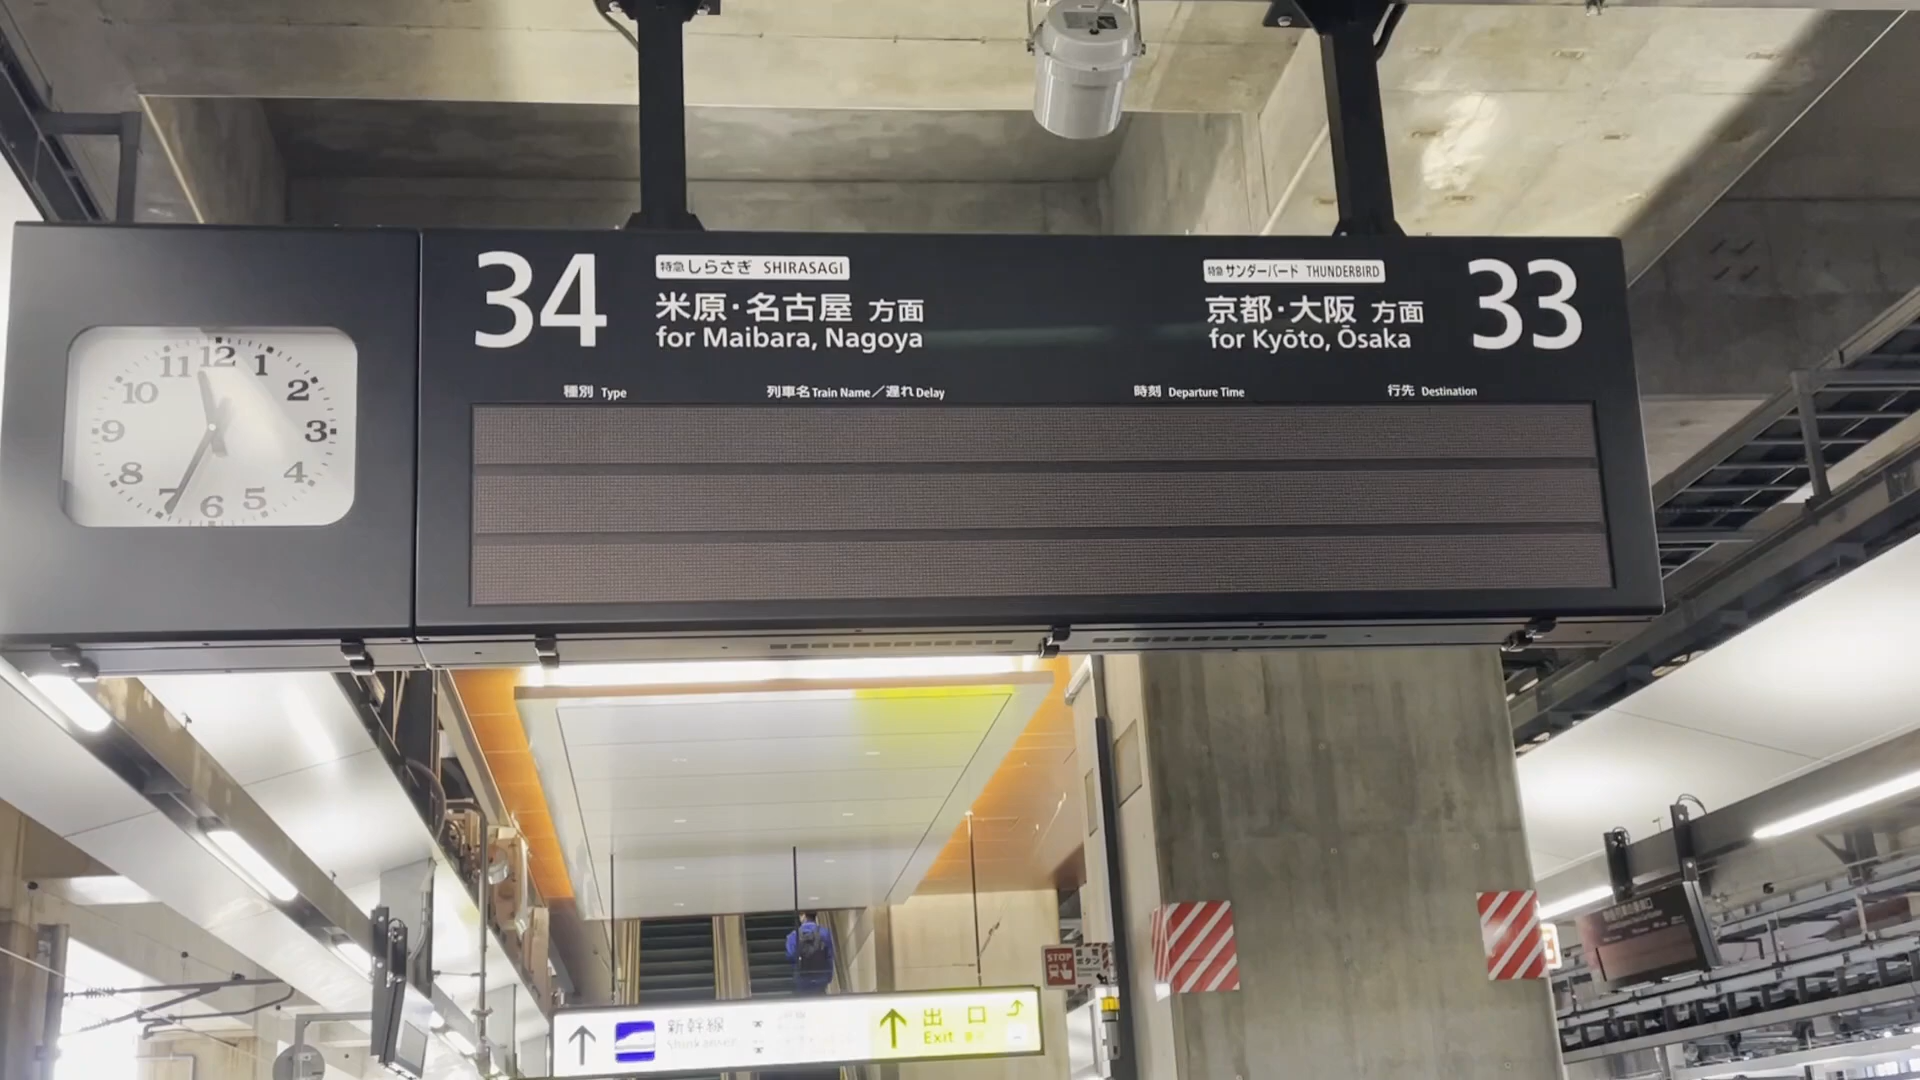 34
特急 しらさぎ SHIRASAGI
米原・名古屋 方面
for Maibara, Nagoya
特急 サンダーバード THUNDERBIRD
京都・大阪 方面
for Kyōto, Ōsaka
33
種別 Type 列車名 Train Name／遅れ Delay 時刻 Departure Time 行先 Destination
12
11 1
10 2
9 3
8 4
7 5
6
STOP
新幹線
Shinkansen
出口
Exit